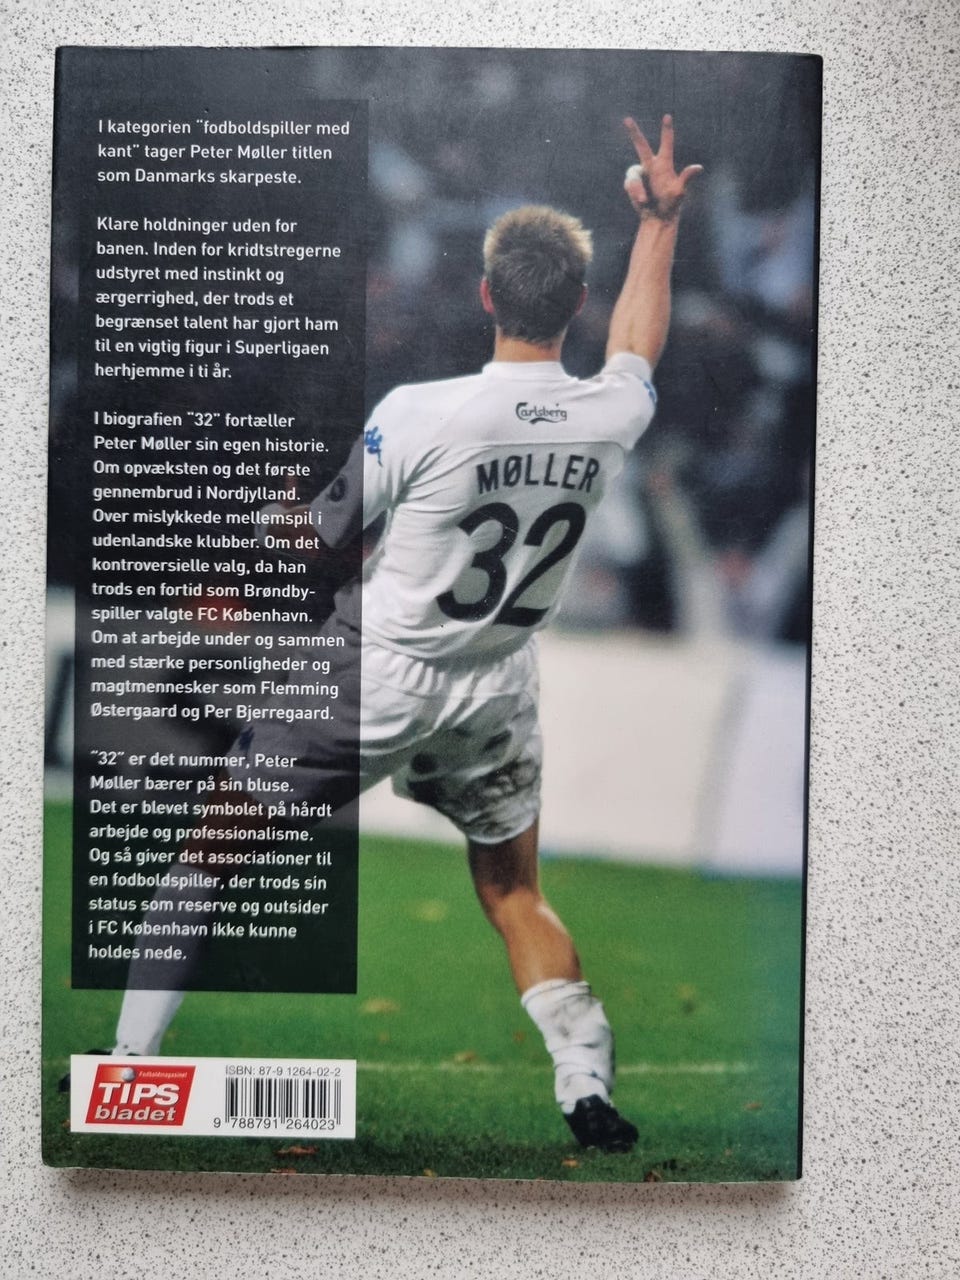 I kategorien "fodboldspiller med
kant" tager Peter Møller titlen
som Danmarks skarpeste.
Klare holdninger uden for
banen. Inden for kridtstregerne
udstyret med instinkt og
ærgerrighed, der trods et
begrænset talent har gjort ham
til en vigtig figur i Superligaen
herhjemme i ti år.
I biografien "32" fortæller
Peter Møller sin egen historie.
Om opvæksten og det første
gennembrud i Nordjylland.
Over mislykkede mellemspil i
udenlandske klubber. Om det
kontroversielle valg, da han
trods en fortid som Brøndby-
spiller valgte FC København.
Om at arbejde under og sammen
med stærke personligheder og
magtmennesker som Flemming
Østergaard og Per Bjerregaard.
"32" er det nummer, Peter
Møller bærer på sin bluse.
Det er blevet symbolet på hårdt
arbejde og professionalisme.
Og så giver det associationer til
en fodboldspiller, der trods sin
status som reserve og outsider
i FC København ikke kunne
holdes nede.
Carlsberg
MØLLER
32
Fodboldmagasinet
TIPS
bladet
ISBN: 87-9 1264-02-2
9 788791 264023